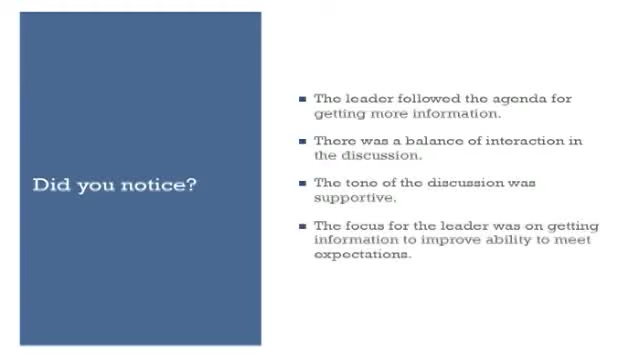 Did you notice?
The leader followed the agenda for
getting more information.
There was a balance of interaction in
the discussion.
The tone of the discussion was
supportive.
The focus for the leader was on getting
information to improve ability to meet
expectations.